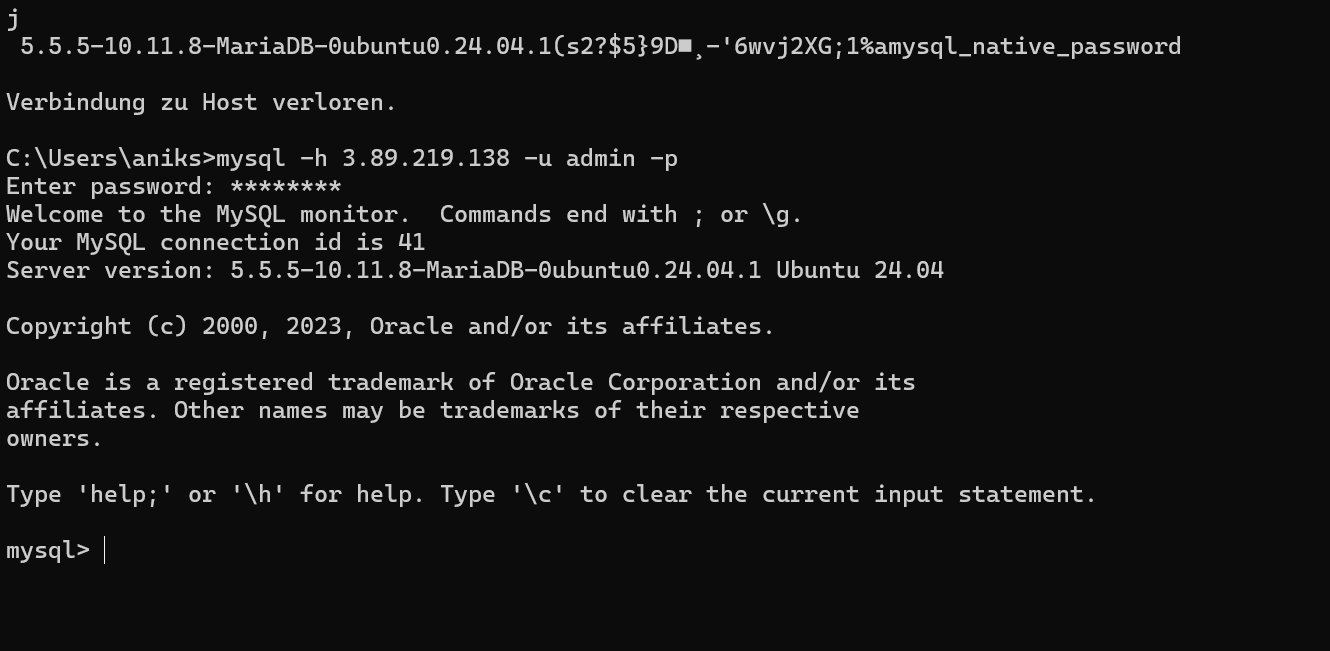 j
5.5.5-10.11.8-MariaDB-0ubuntu0.24.04.1(s2?$5}9D■¸-'6wvj2XG;1%amysql_native_password
Verbindung zu Host verloren.
C:\Users\aniks>mysql -h 3.89.219.138 -u admin -p
Enter password: ********
Welcome to the MySQL monitor.  Commands end with ; or \g.
Your MySQL connection id is 41
Server version: 5.5.5-10.11.8-MariaDB-0ubuntu0.24.04.1 Ubuntu 24.04
Copyright (c) 2000, 2023, Oracle and/or its affiliates.
Oracle is a registered trademark of Oracle Corporation and/or its
affiliates. Other names may be trademarks of their respective
owners.
Type 'help;' or '\h' for help. Type '\c' to clear the current input statement.
mysql>